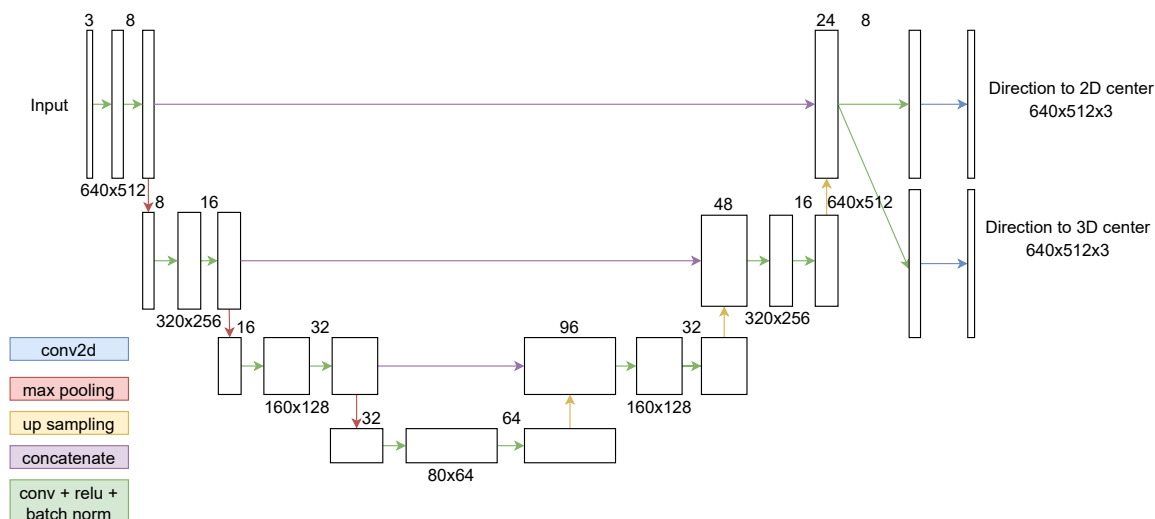 3
8
24
8
Input
Direction to 2D center
640x512x3
640x512
8
16
48
16
640x512
Direction to 3D center
640x512x3
320x256
320x256
16
32
96
32
conv2d
max pooling
160x128
160x128
up sampling
32
64
concatenate
80x64
conv + relu +
batch norm